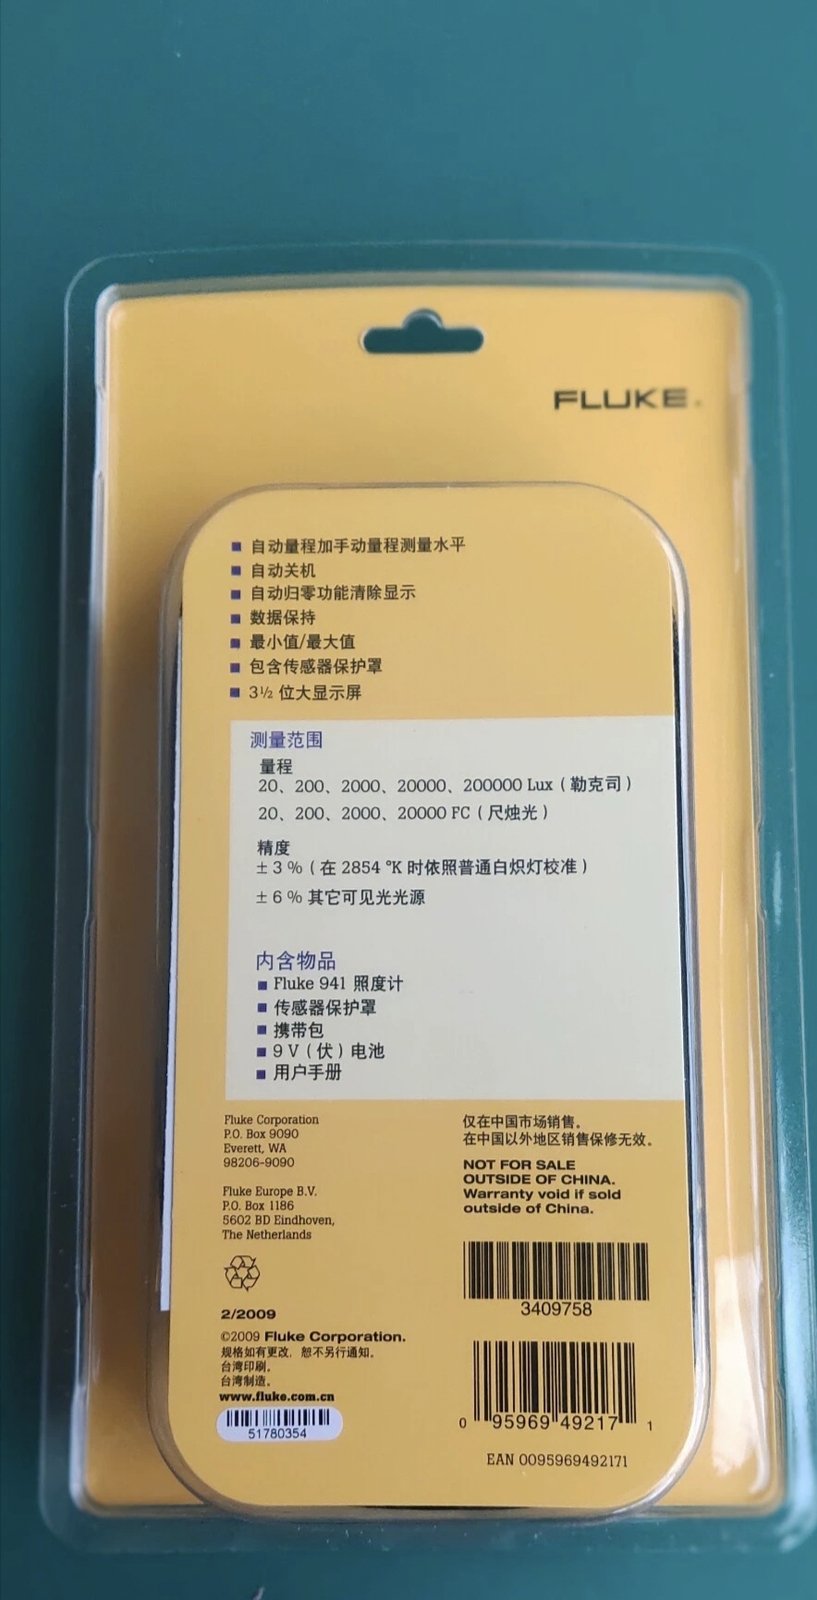 FLUKE.
自动量程加手动量程测量水平
自动关机
自动归零功能清除显示
数据保持
最小值/最大值
包含传感器保护罩
3½ 位大显示屏
测量范围
量程
20、200、2000、20000、200000 Lux（勒克司）
20、200、2000、20000 FC（尺烛光）
精度
± 3 %（在 2854 °K 时依照普通白炽灯校准）
± 6 % 其它可见光光源
内含物品
Fluke 941 照度计
传感器保护罩
携带包
9 V（伏）电池
用户手册
Fluke Corporation
P.O. Box 9090
Everett, WA
98206-9090
Fluke Europe B.V.
P.O. Box 1186
5602 BD Eindhoven,
The Netherlands
2/2009
©2009 Fluke Corporation.
规格如有更改，恕不另行通知。
台湾印刷。
台湾制造。
www.fluke.com.cn
51780354
仅在中国市场销售。
在中国以外地区销售保修无效。
NOT FOR SALE
OUTSIDE OF CHINA.
Warranty void if sold
outside of China.
3409758
0 95969 49217 1
EAN 0095969492171